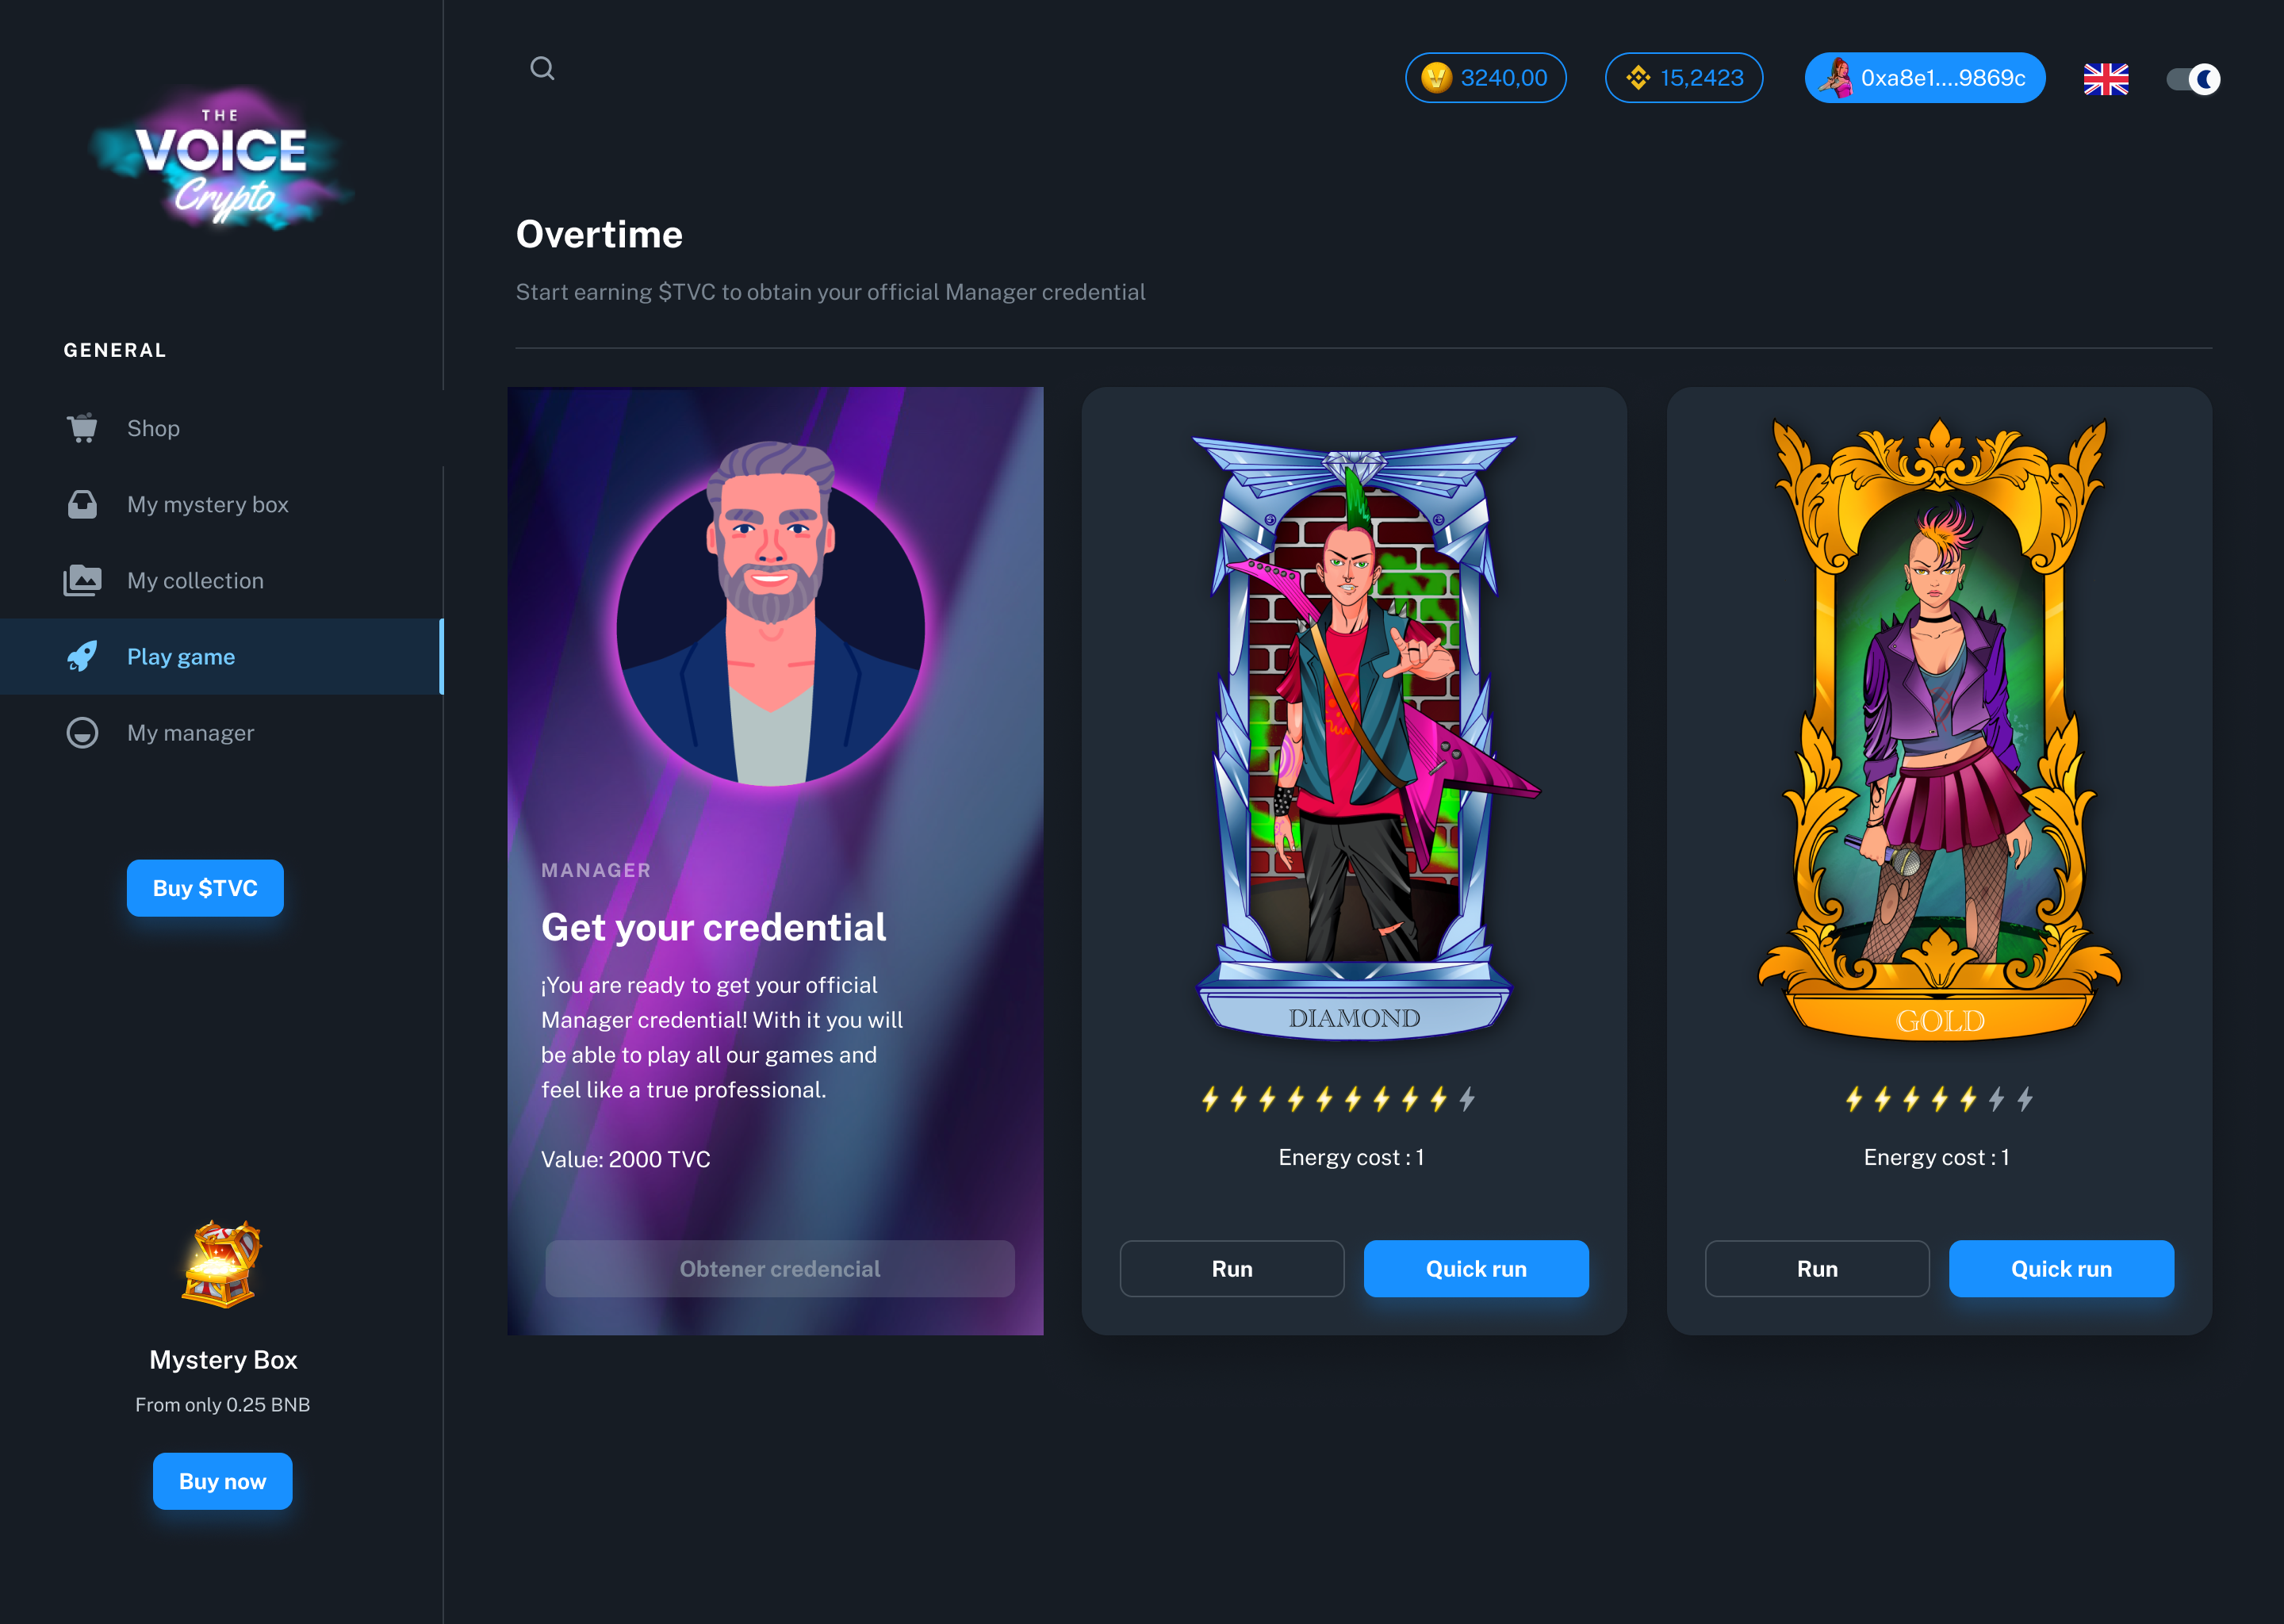 THE
VOICE
Crypto
3240,00
15,2423
0xa8e1....9869c
Overtime
Start earning $TVC to obtain your official Manager credential
GENERAL
Shop
My mystery box
My collection
Play game
My manager
Buy $TVC
Mystery Box
From only 0.25 BNB
Buy now
MANAGER
Get your credential
¡You are ready to get your official
Manager credential! With it you will
be able to play all our games and
feel like a true professional.
Value: 2000 TVC
Obtener credencial
DIAMOND
Energy cost : 1
Run
Quick run
GOLD
Energy cost : 1
Run
Quick run